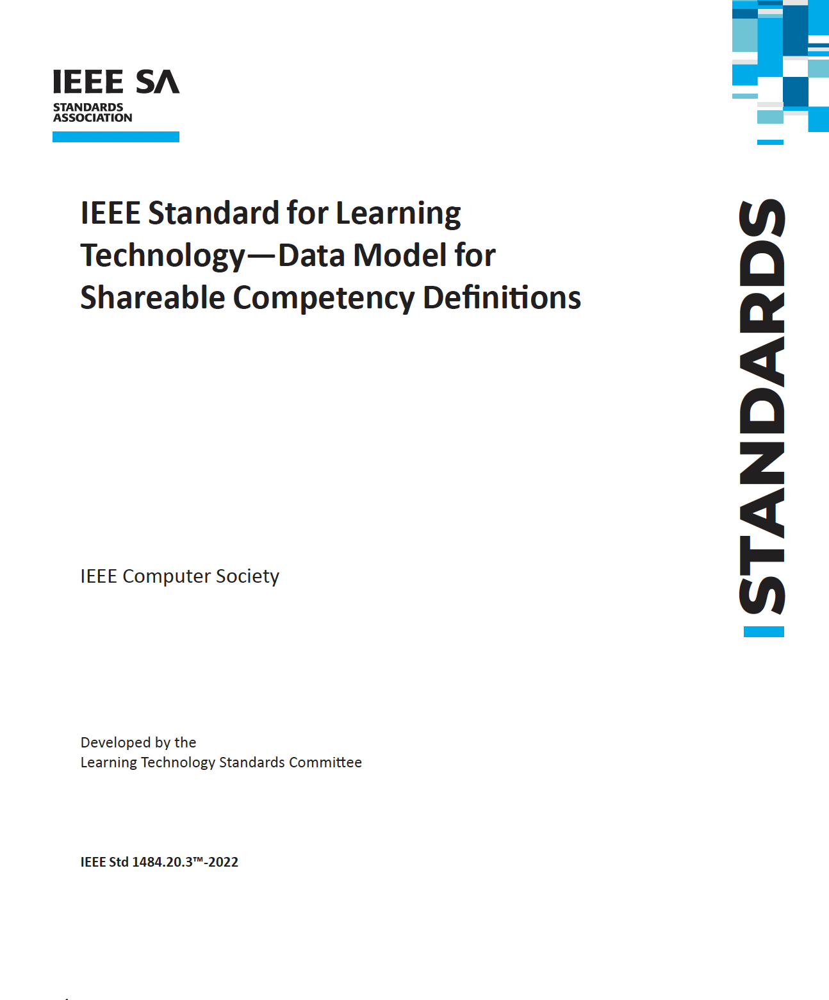 IEEE SA
STANDARDS
ASSOCIATION
IEEE Standard for Learning
Technology—Data Model for
Shareable Competency Definitions
STANDARDS
IEEE Computer Society
Developed by the
Learning Technology Standards Committee
IEEE Std 1484.20.3™-2022